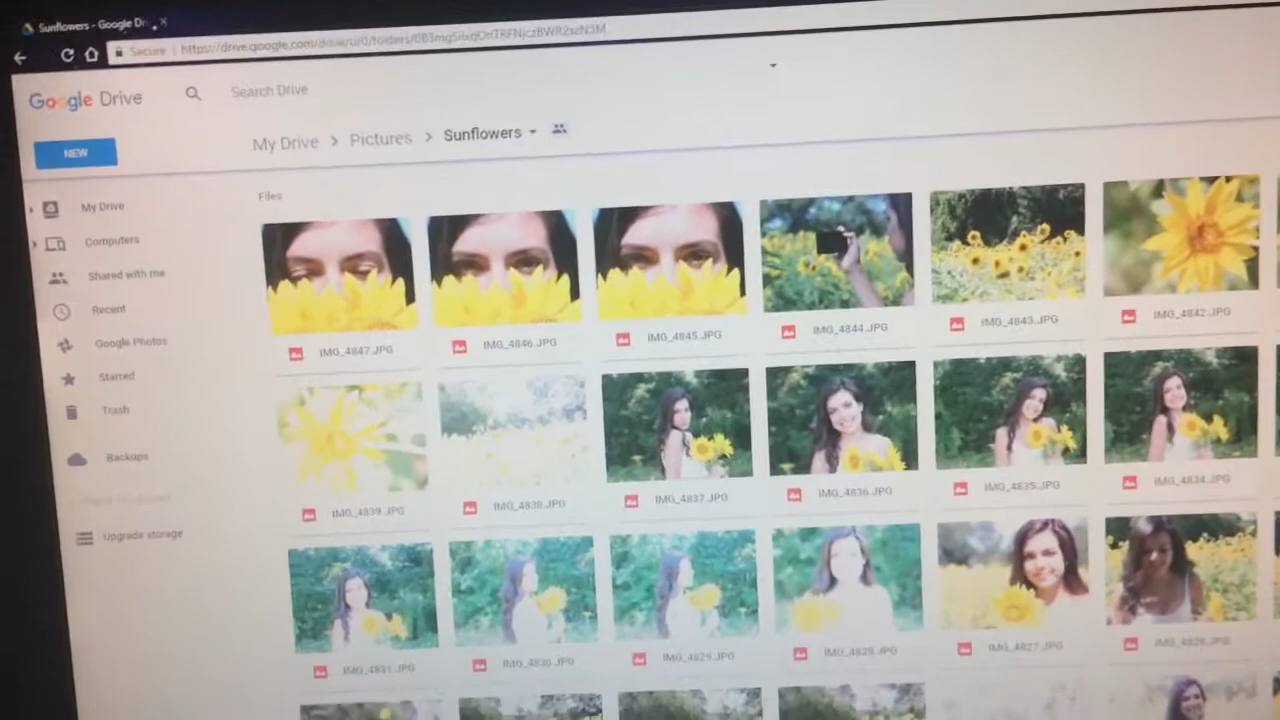 Sunflowers - Google Dri
Secure
Google Drive
Search Drive
NEW
My Drive > Pictures > Sunflowers
Files
My Drive
Computers
Shared with me
Recent
Google Photos
Starred
Trash
Backups
Upgrade storage
IMG_4847.JPG
IMG_4846.JPG
IMG_4845.JPG
IMG_4844.JPG
IMG_4843.JPG
IMG_4842.JPG
IMG_4839.JPG
IMG_4838.JPG
IMG_4837.JPG
IMG_4836.JPG
IMG_4835.JPG
IMG_4834.JPG
IMG_4831.JPG
IMG_4830.JPG
IMG_4829.JPG
IMG_4827.JPG